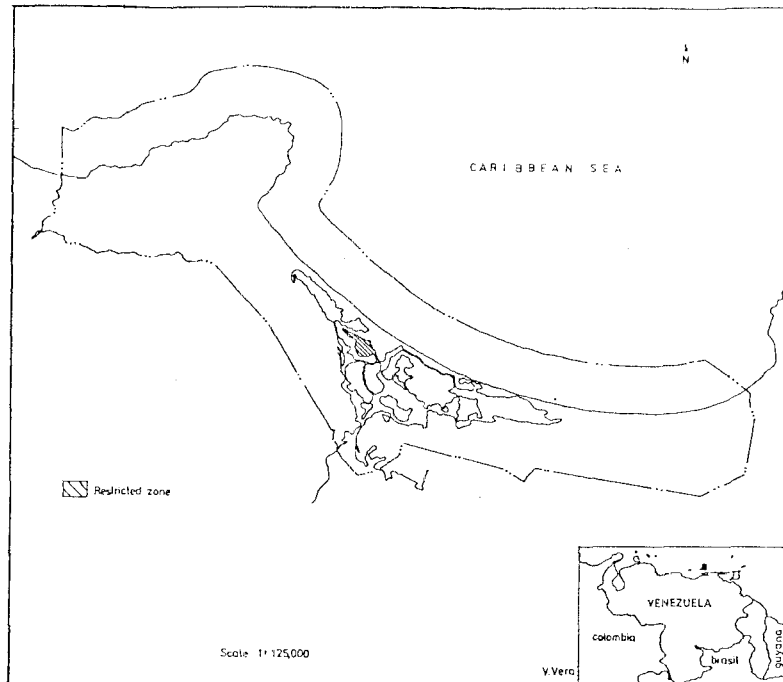 N
CARIBBEAN SEA
Restricted zone
Scale 1:125,000
VENEZUELA
colombia
brasil
guyana
Y. Vera